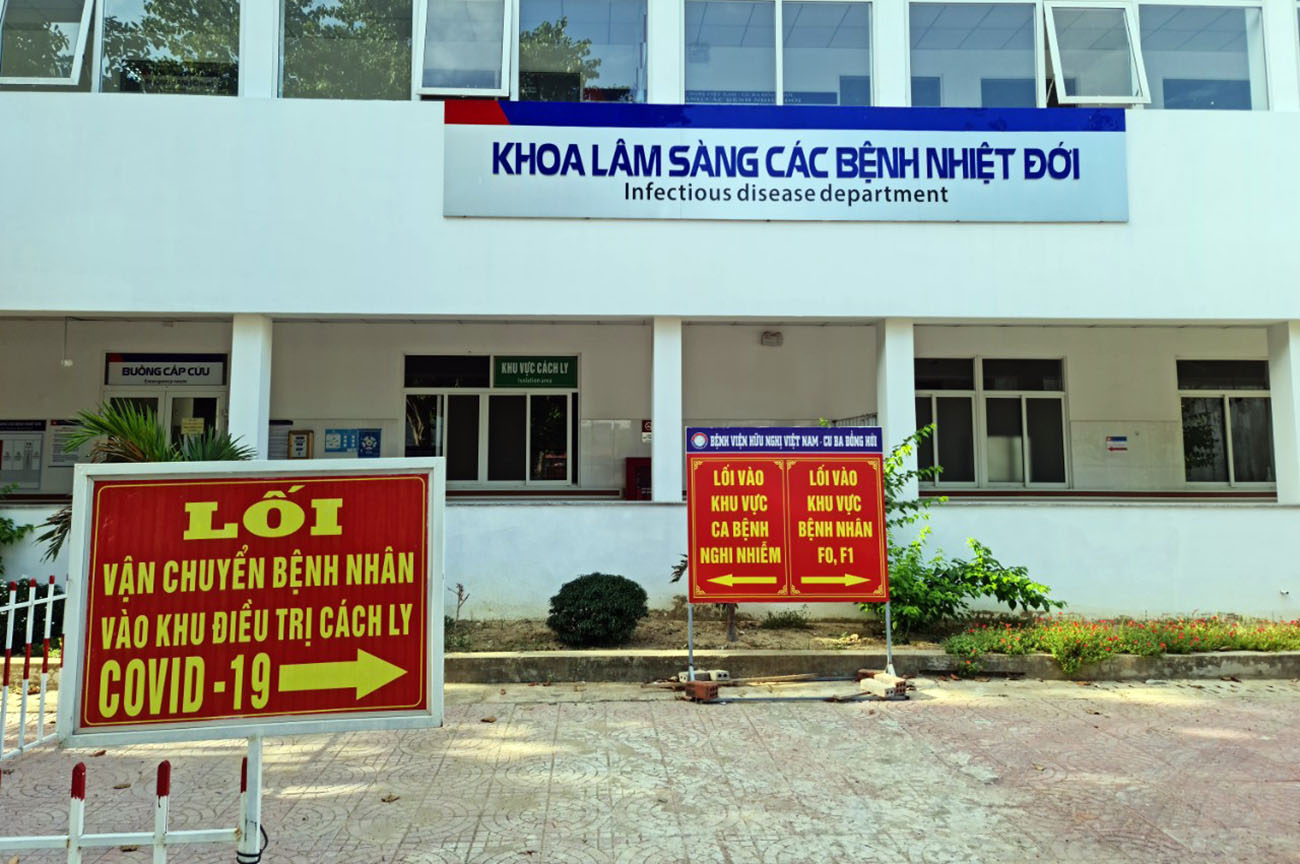 KHOA LÂM SÀNG CÁC BỆNH NHIỆT ĐỚI
Infectious disease department
BUỒNG CẤP CỨU
Emergency room
KHU VỰC CÁCH LY
Isolation area
BỆNH VIỆN HỮU NGHỊ VIỆT NAM - CU BA ĐỒNG HỚI
LỐI VÀO
KHU VỰC
CA BỆNH
NGHI NHIỄM
LỐI VÀO
KHU VỰC
BỆNH NHÂN
F0, F1
LỐI
VẬN CHUYỂN BỆNH NHÂN
VÀO KHU ĐIỀU TRỊ CÁCH LY
COVID -19